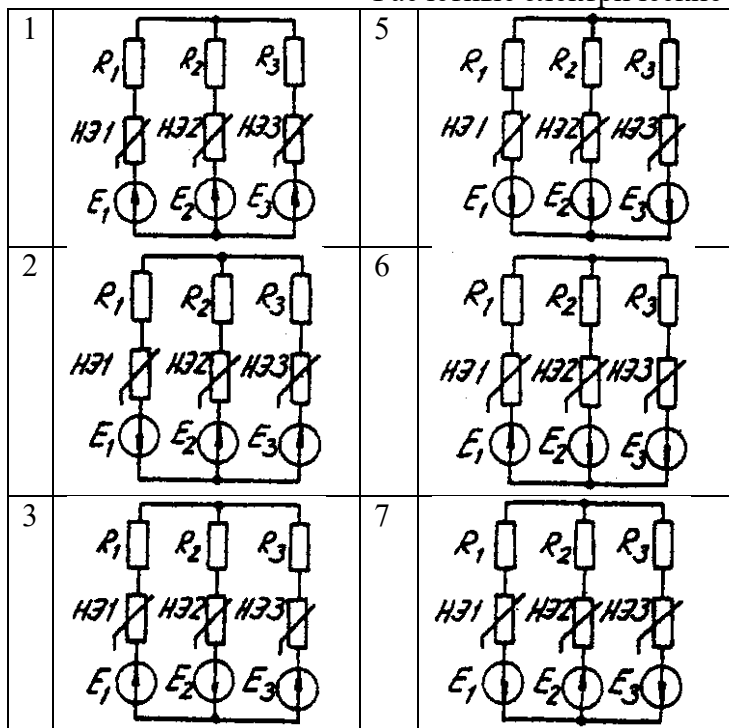 1
5
R₁ R₂ R₃
R₁ R₂ R₃
НЭ1 НЭ2 НЭ3
НЭ1 НЭ2 НЭ3
E₁ E₂ E₃
E₁ E₂ E₃
2
6
R₁ R₂ R₃
R₁ R₂ R₃
НЭ1 НЭ2 НЭ3
НЭ1 НЭ2 НЭ3
E₁ E₂ E₃
E₁ E₂ E₃
3
7
R₁ R₂ R₃
R₁ R₂ R₃
НЭ1 НЭ2 НЭ3
НЭ1 НЭ2 НЭ3
E₁ E₂ E₃
E₁ E₂ E₃